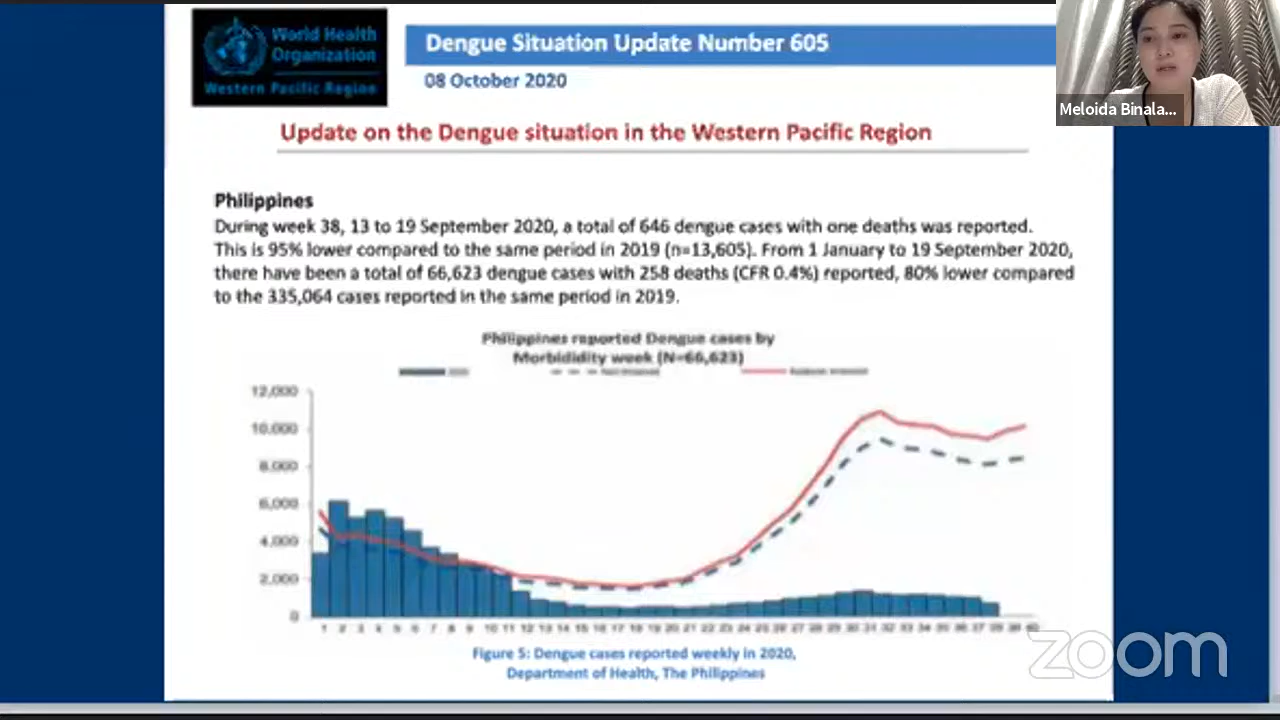 World Health
Organization
Western Pacific Region
Dengue Situation Update Number 605
08 October 2020
Meloida Binala...
Update on the Dengue situation in the Western Pacific Region
Philippines
During week 38, 13 to 19 September 2020, a total of 646 dengue cases with one deaths was reported.
This is 95% lower compared to the same period in 2019 (n=13,605). From 1 January to 19 September 2020,
there have been a total of 66,623 dengue cases with 258 deaths (CFR 0.4%) reported, 80% lower compared
to the 335,064 cases reported in the same period in 2019.
Philippines reported Dengue cases by
Morbididity week (N=66,623)
12,000
10,000
8,000
6,000
4,000
2,000
0
1 2 3 4 5 6 7 8 9 10 11 12 13 14 15 16 17 18 19 20 21 22 23 24 25 26 27 28 29 30 31 32 33 34 35 36 37 38 39 40
zoom
Figure 5: Dengue cases reported weekly in 2020,
Department of Health, The Philippines